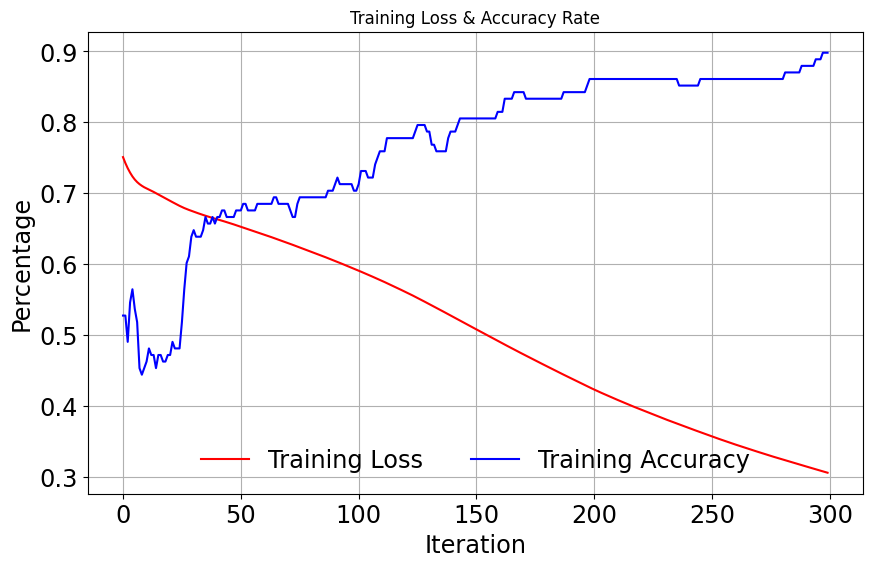 Training Loss & Accuracy Rate
0.9
0.8
0.7
0.6
0.5
0.4
0.3
Percentage
Training Loss
Training Accuracy
0 50 100 150 200 250 300
Iteration